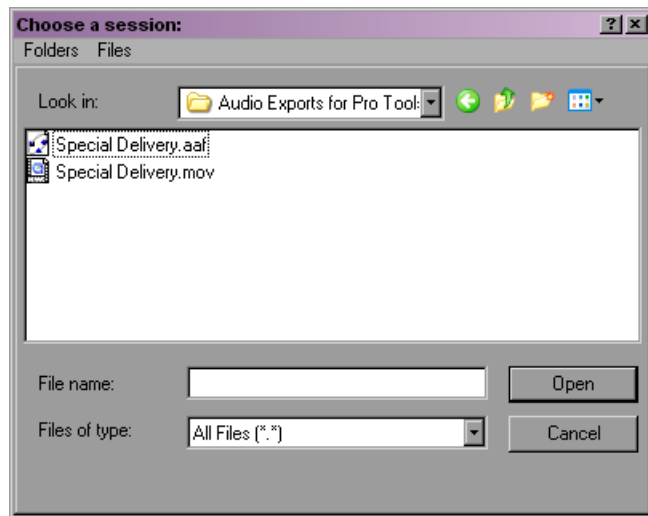 Choose a session:
Folders Files
Look in: Audio Exports for Pro Tools
Special Delivery.aaf
Special Delivery.mov
File name: Open
Files of type: All Files (*.*) Cancel